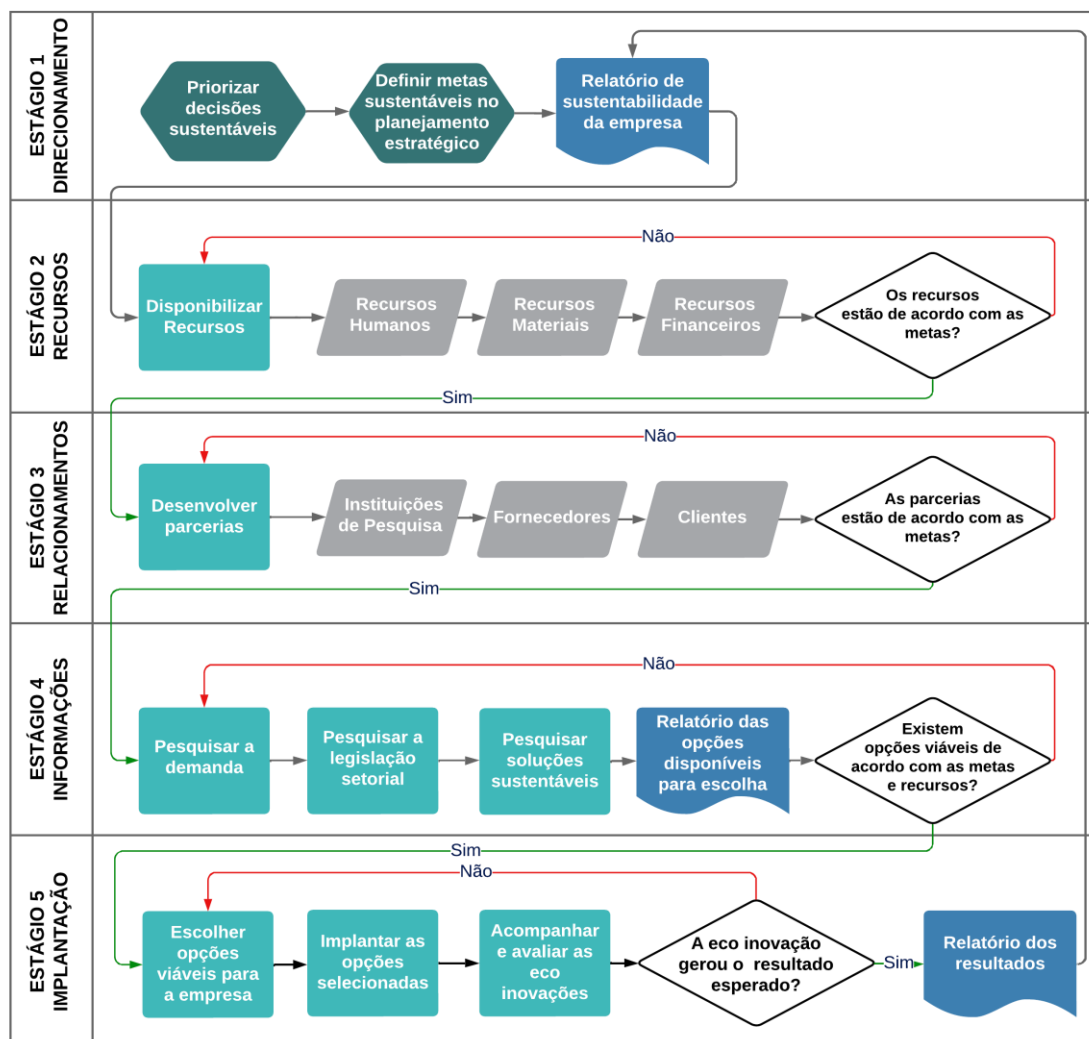 ESTÁGIO 1
DIRECIONAMENTO
Priorizar
decisões
sustentáveis
Definir metas
sustentáveis no
planejamento
estratégico
Relatório de
sustentabilidade
da empresa
ESTÁGIO 2
RECURSOS
Não
Disponibilizar
Recursos
Recursos
Humanos
Recursos
Materiais
Recursos
Financeiros
Os recursos
estão de acordo com as
metas?
Sim
ESTÁGIO 3
RELACIONAMENTOS
Não
Desenvolver
parcerias
Instituições
de Pesquisa
Fornecedores
Clientes
As parcerias
estão de acordo com as
metas?
Sim
ESTÁGIO 4
INFORMAÇÕES
Não
Pesquisar a
demanda
Pesquisar a
legislação
setorial
Pesquisar
soluções
sustentáveis
Relatório das
opções
disponíveis
para escolha
Existem
opções viáveis de
acordo com as metas
e recursos?
Sim
ESTÁGIO 5
IMPLANTAÇÃO
Não
Escolher
opções
viáveis para
a empresa
Implantar as
opções
selecionadas
Acompanhar
e avaliar as
eco
inovações
A eco inovação
gerou o resultado
esperado?
Sim
Relatório dos
resultados